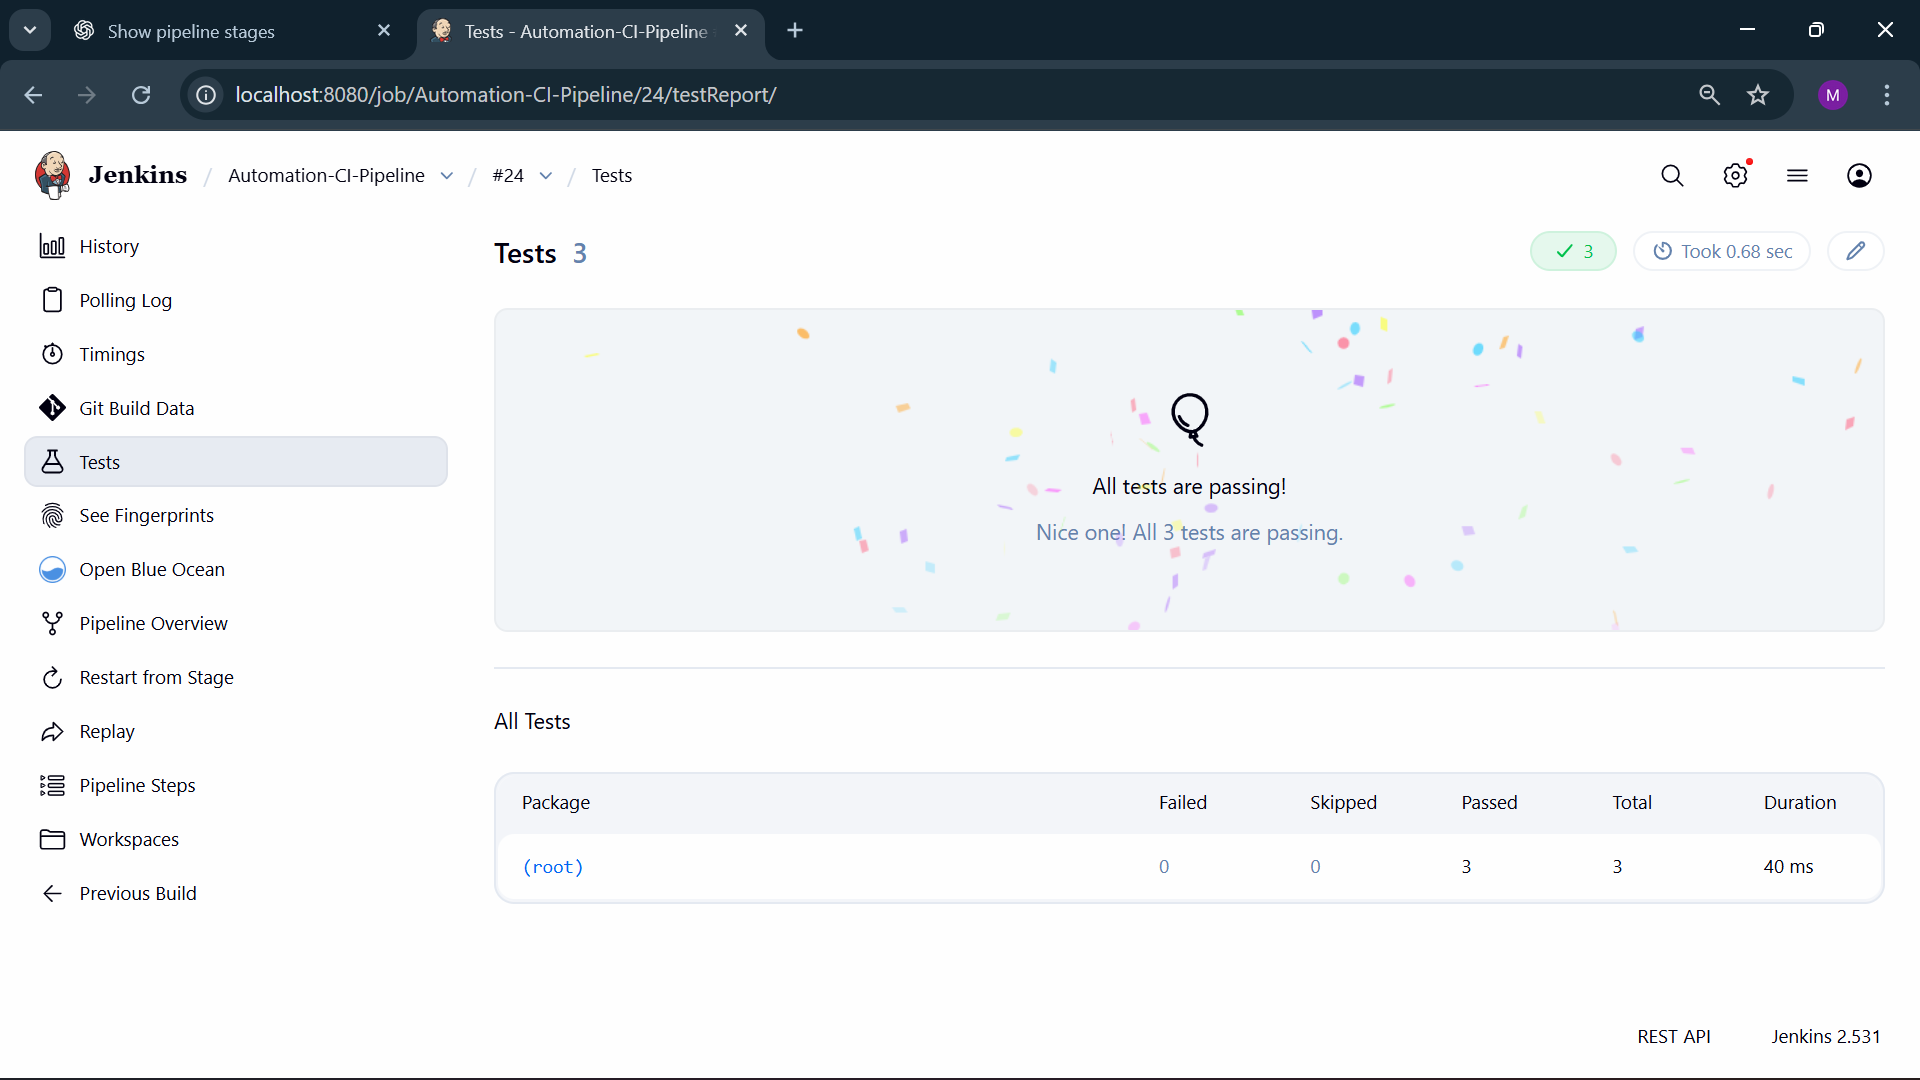 Show pipeline stages
Tests - Automation-CI-Pipeline
localhost:8080/job/Automation-CI-Pipeline/24/testReport/
M
Jenkins / Automation-CI-Pipeline / #24 / Tests
History
Polling Log
Timings
Git Build Data
Tests
See Fingerprints
Open Blue Ocean
Pipeline Overview
Restart from Stage
Replay
Pipeline Steps
Workspaces
Previous Build
Tests 3
3
Took 0.68 sec
All tests are passing!
Nice one! All 3 tests are passing.
All Tests
Package Failed Skipped Passed Total Duration
(root) 0 0 3 3 40 ms
REST API Jenkins 2.531